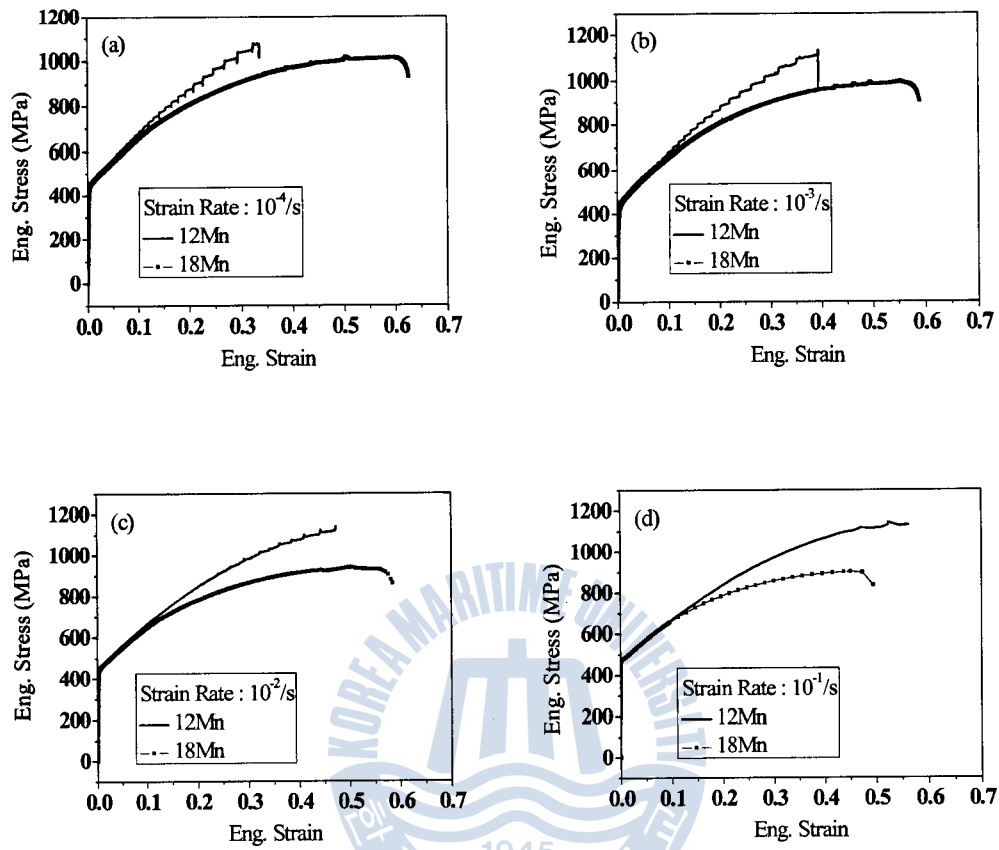 (a)
1200
1000
800
600
400
200
0
Eng. Stress (MPa)
Strain Rate : 10⁻⁴/s
12Mn
18Mn
0.0 0.1 0.2 0.3 0.4 0.5 0.6 0.7
Eng. Strain
(b)
1200
1000
800
600
400
200
0
Eng. Stress (MPa)
Strain Rate : 10⁻³/s
12Mn
18Mn
0.0 0.1 0.2 0.3 0.4 0.5 0.6 0.7
Eng. Strain
(c)
1200
1000
800
600
400
200
0
Eng. Stress (MPa)
Strain Rate : 10⁻²/s
12Mn
18Mn
0.0 0.1 0.2 0.3 0.4 0.5 0.6 0.7
Eng. Strain
(d)
1200
1000
800
600
400
200
0
Eng. Stress (MPa)
Strain Rate : 10⁻¹/s
12Mn
18Mn
0.0 0.1 0.2 0.3 0.4 0.5 0.6 0.7
Eng. Strain
KOREA MARITIME UNIVERSITY
1945